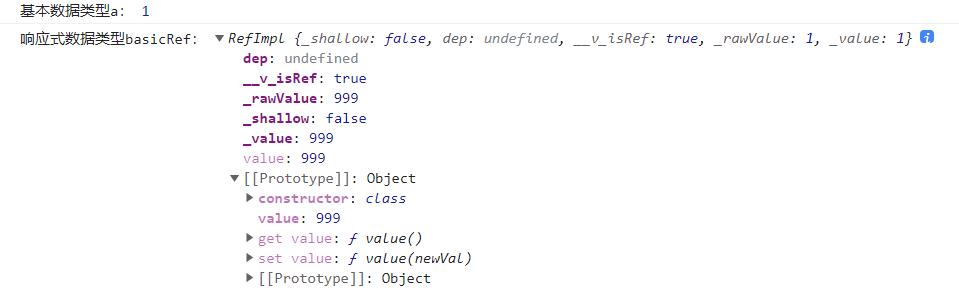 基本数据类型a: 1
响应式数据类型basicRef: ▼RefImpl {_shallow: false, dep: undefined, __v_isRef: true, _rawValue: 1, _value: 1} i
dep: undefined
__v_isRef: true
_rawValue: 999
_shallow: false
_value: 999
value: 999
▼[[Prototype]]: Object
▶constructor: class
value: 999
▶get value: ƒ value()
▶set value: ƒ value(newVal)
▶[[Prototype]]: Object